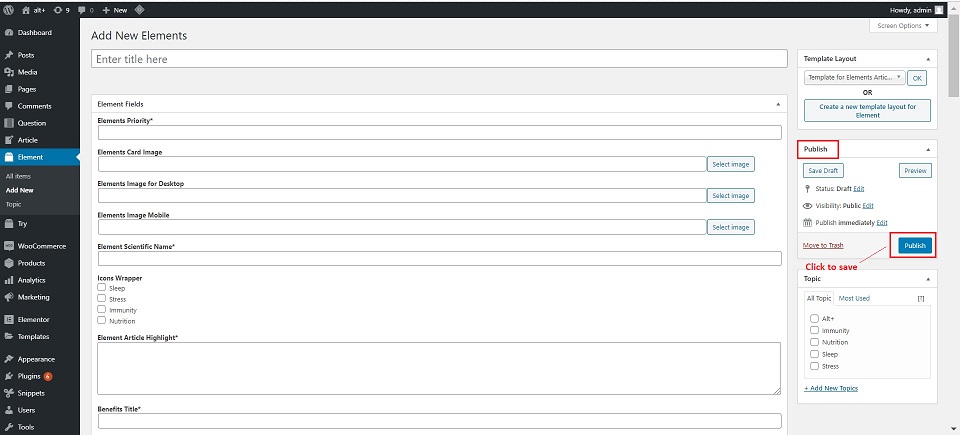 alt+ 9 0 New Howdy, admin
Screen Options
Dashboard
Posts
Media
Pages
Comments
Question
Article
Element
All items
Add New
Topic
Try
WooCommerce
Products
Analytics
Marketing
Elementor
Templates
Appearance
Plugins 6
Snippets
Users
Tools
Add New Elements
Enter title here
Element Fields
Elements Priority*
Elements Card Image
Select image
Elements Image for Desktop
Select image
Elements Image Mobile
Select image
Element Scientific Name*
Icons Wrapper
Sleep
Stress
Immunity
Nutrition
Element Article Highlight*
Benefits Title*
Template Layout
Template for Elements Artic... OK
OR
Create a new template layout for
Element
Publish
Save Draft Preview
Status: Draft Edit
Visibility: Public Edit
Publish immediately Edit
Move to Trash Publish
Click to save
Topic
All Topic Most Used [?]
Alt+
Immunity
Nutrition
Sleep
Stress
+ Add New Topics